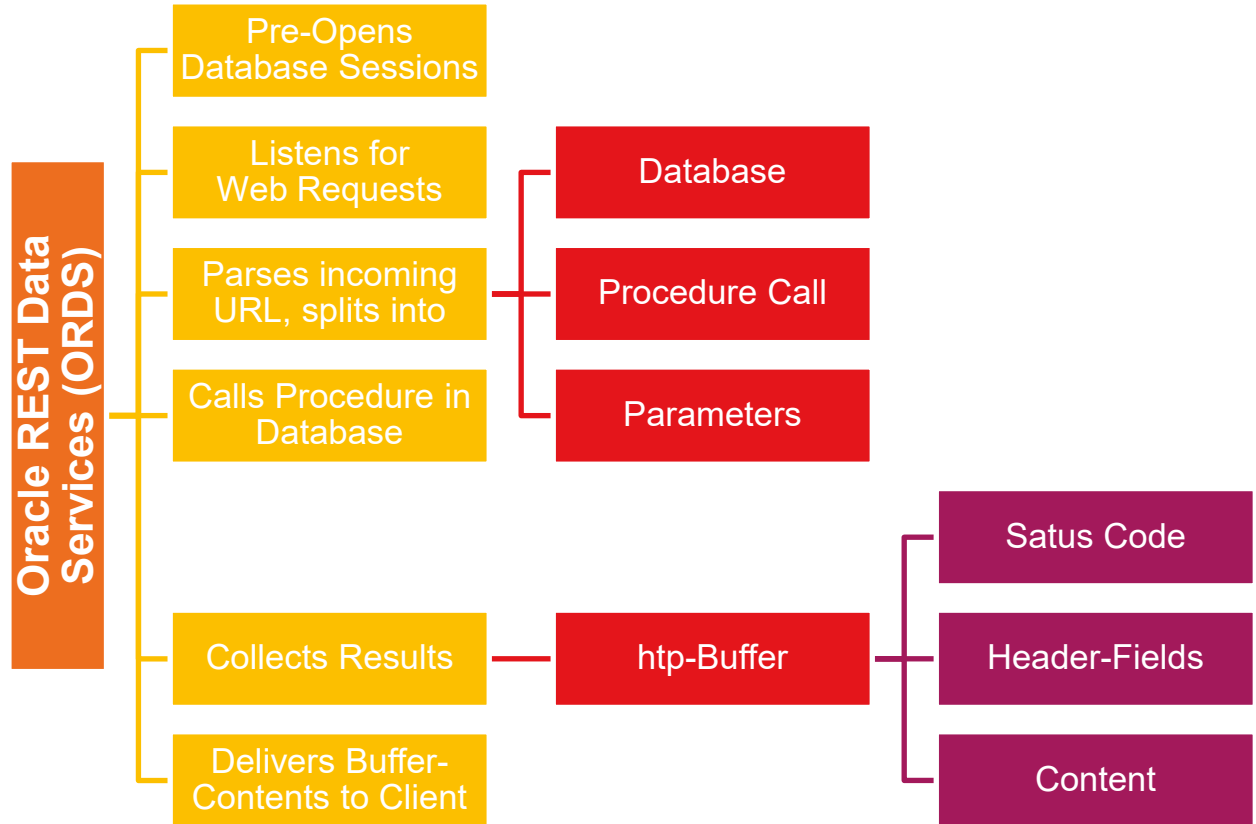 Oracle REST Data
Services (ORDS)
Pre-Opens
Database Sessions
Listens for
Web Requests
Parses incoming
URL, splits into
Database
Procedure Call
Parameters
Calls Procedure in
Database
Collects Results
htp-Buffer
Satus Code
Header-Fields
Content
Delivers Buffer-
Contents to Client